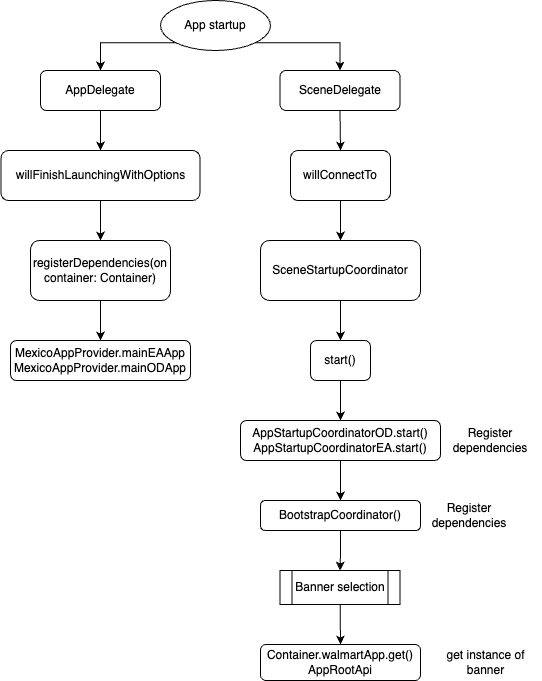 App startup
AppDelegate
SceneDelegate
willFinishLaunchingWithOptions
willConnectTo
registerDependencies(on
container: Container)
SceneStartupCoordinator
MexicoAppProvider.mainEAApp
MexicoAppProvider.mainODApp
start()
AppStartupCoordinatorOD.start()
AppStartupCoordinatorEA.start()
Register
dependencies
BootstrapCoordinator()
Register
dependencies
Banner selection
Container.walmartApp.get()
AppRootApi
get instance of
banner